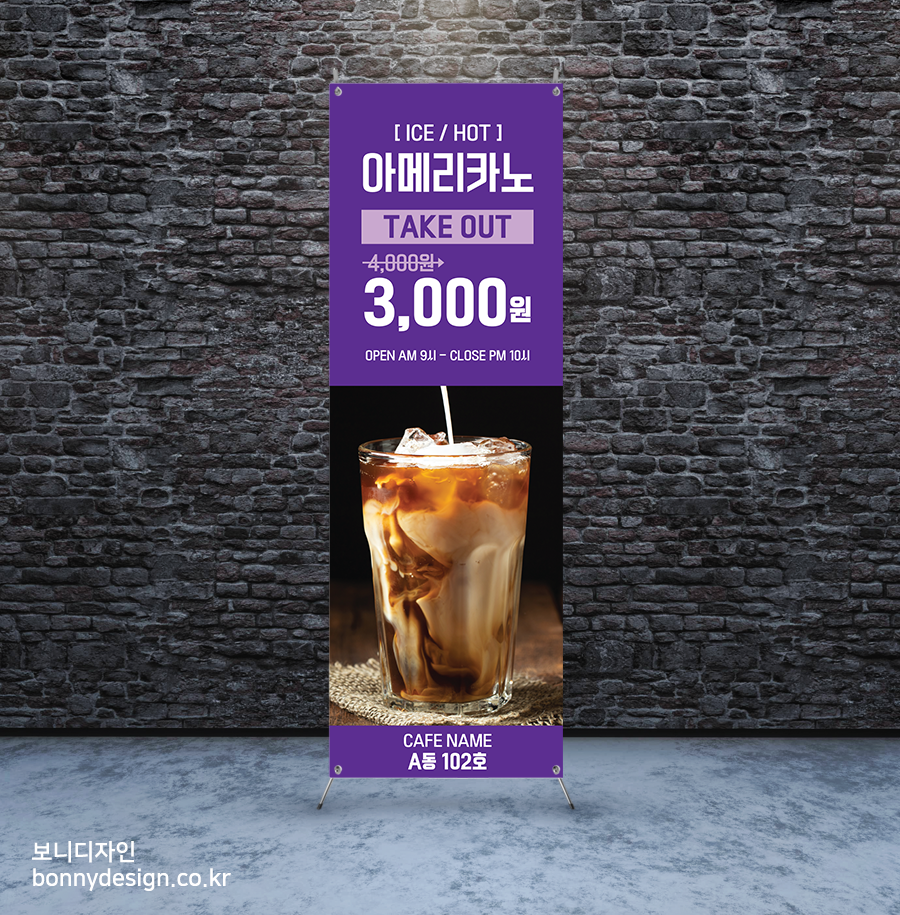 [ ICE / HOT ]
아메리카노
TAKE OUT
4,000원
3,000원
OPEN AM 9시 - CLOSE PM 10시
CAFE NAME
A동 102호
보니디자인
bonnydesign.co.kr